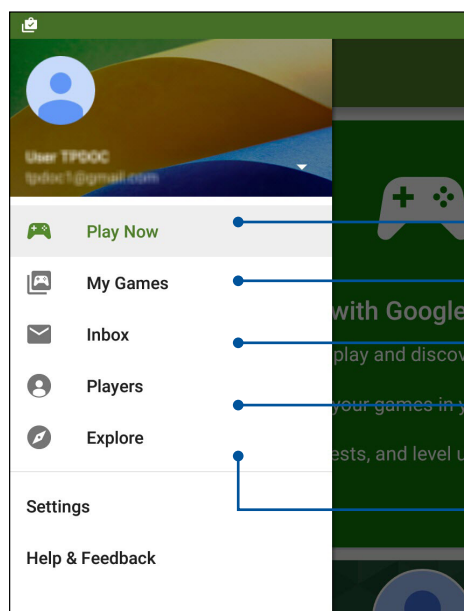 User TPDOC
tpdoc1@gmail.com
Play Now
My Games
Inbox
Players
Explore
Settings
Help & Feedback
with Google
play and discov
your games in y
ests, and level u